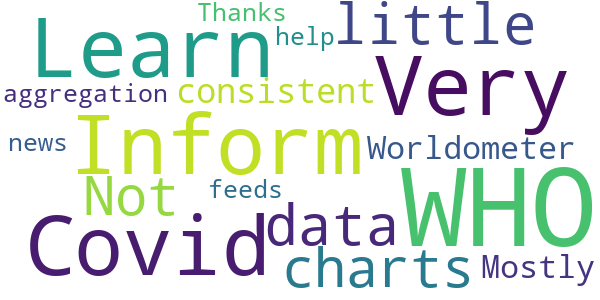 Thanks
Learn help little
aggregation consistent Very
news Inform Worldometer
Not feeds WHO
Covid data charts Mostly